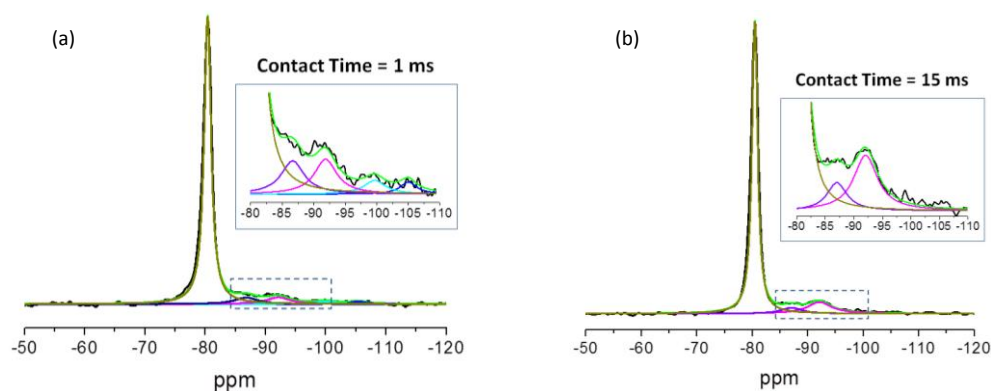 (a)
Contact Time = 1 ms
-80 -85 -90 -95 -100 -105 -110
-50 -60 -70 -80 -90 -100 -110 -120
ppm
(b)
Contact Time = 15 ms
-80 -85 -90 -95 -100 -105 -110
-50 -60 -70 -80 -90 -100 -110 -120
ppm